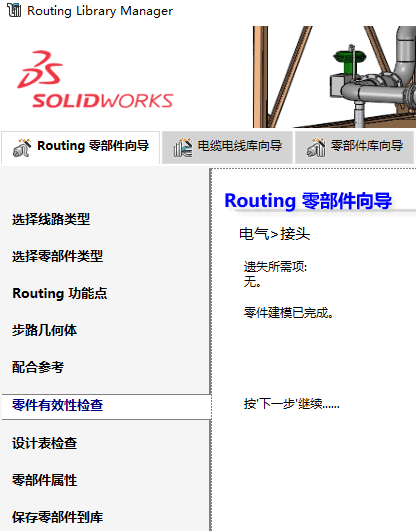 Routing Library Manager
SOLIDWORKS
Routing 零部件向导
电缆电线库向导
零部件库向导
选择线路类型
选择零部件类型
Routing 功能点
步路几何体
配合参考
零件有效性检查
设计表检查
零部件属性
保存零部件到库
Routing 零部件向导
电气>接头
遗失所需项:
无。
零件建模已完成。
按'下一步'继续......